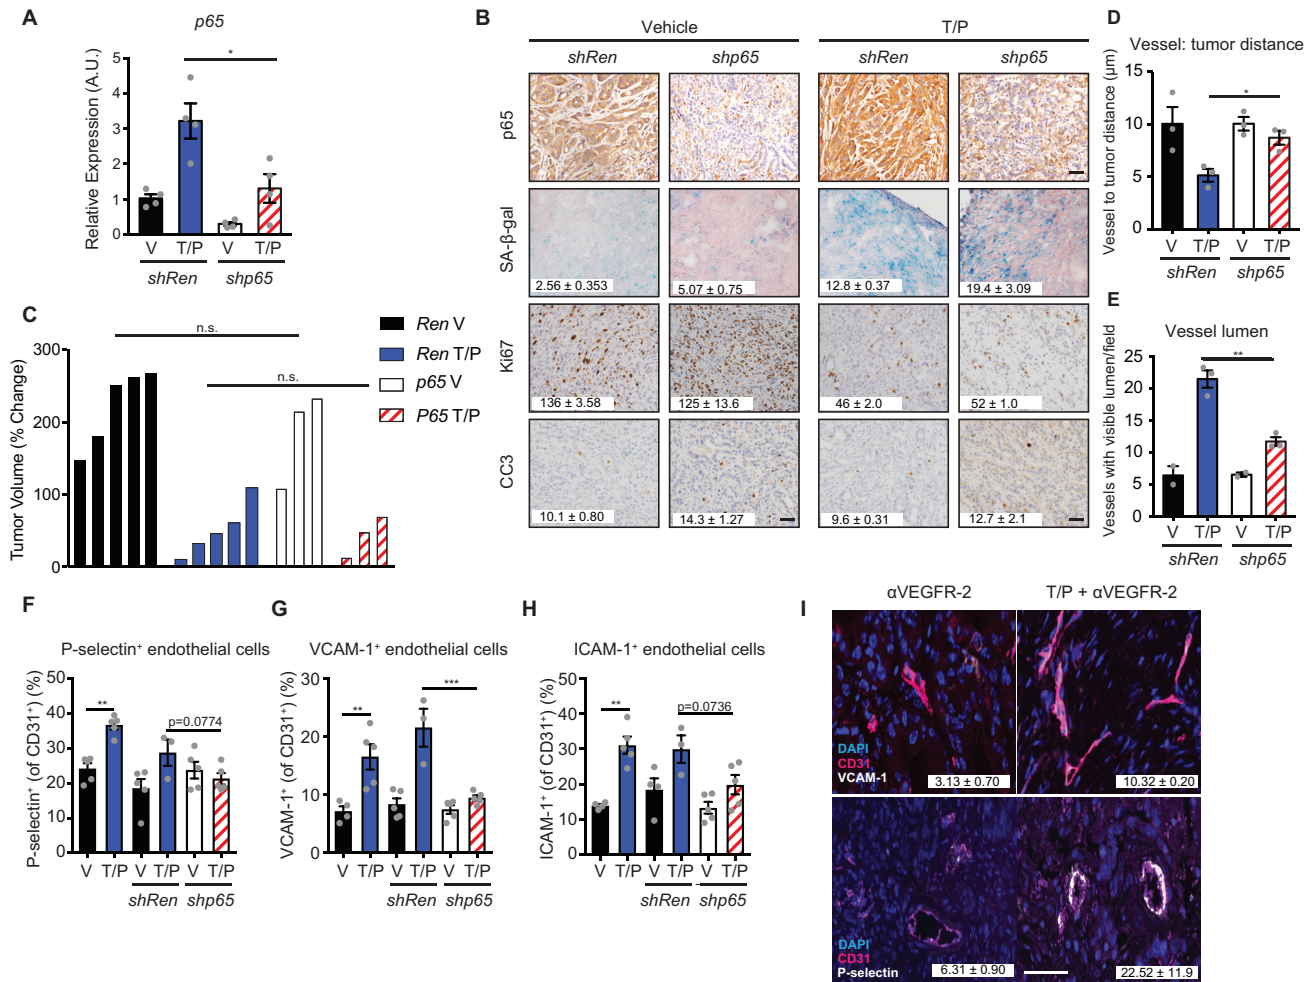 A
p65
Relative Expression (A.U.)
5
4
3
2
1
0
*
V T/P V T/P
shRen shp65
B
Vehicle T/P
shRen shp65 shRen shp65
p65
SA-β-gal
2.56 ± 0.353 5.07 ± 0.75 12.8 ± 0.37 19.4 ± 3.09
Ki67
136 ± 3.58 125 ± 13.6 46 ± 2.0 52 ± 1.0
CC3
10.1 ± 0.80 14.3 ± 1.27 9.6 ± 0.31 12.7 ± 2.1
C
Tumor Volume (% Change)
300
200
100
0
n.s.
n.s.
Ren V
Ren T/P
p65 V
P65 T/P
D
Vessel: tumor distance
Vessel to tumor distance (μm)
15
10
5
0
*
V T/P V T/P
shRen shp65
E
Vessel lumen
Vessels with visible lumen/field
25
20
15
10
5
0
**
V T/P V T/P
shRen shp65
F
P-selectin⁺ endothelial cells
P-selectin⁺ (of CD31⁺) (%)
50
40
30
20
10
0
**
p=0.0774
V T/P V T/P V T/P
shRen shp65
G
VCAM-1⁺ endothelial cells
VCAM-1⁺ (of CD31⁺) (%)
30
20
10
0
**
***
V T/P V T/P V T/P
shRen shp65
H
ICAM-1⁺ endothelial cells
ICAM-1⁺ (of CD31⁺) (%)
50
40
30
20
10
0
**
p=0.0736
V T/P V T/P V T/P
shRen shp65
I
αVEGFR-2 T/P + αVEGFR-2
DAPI
CD31
VCAM-1
3.13 ± 0.70 10.32 ± 0.20
DAPI
CD31
P-selectin
6.31 ± 0.90 22.52 ± 11.9